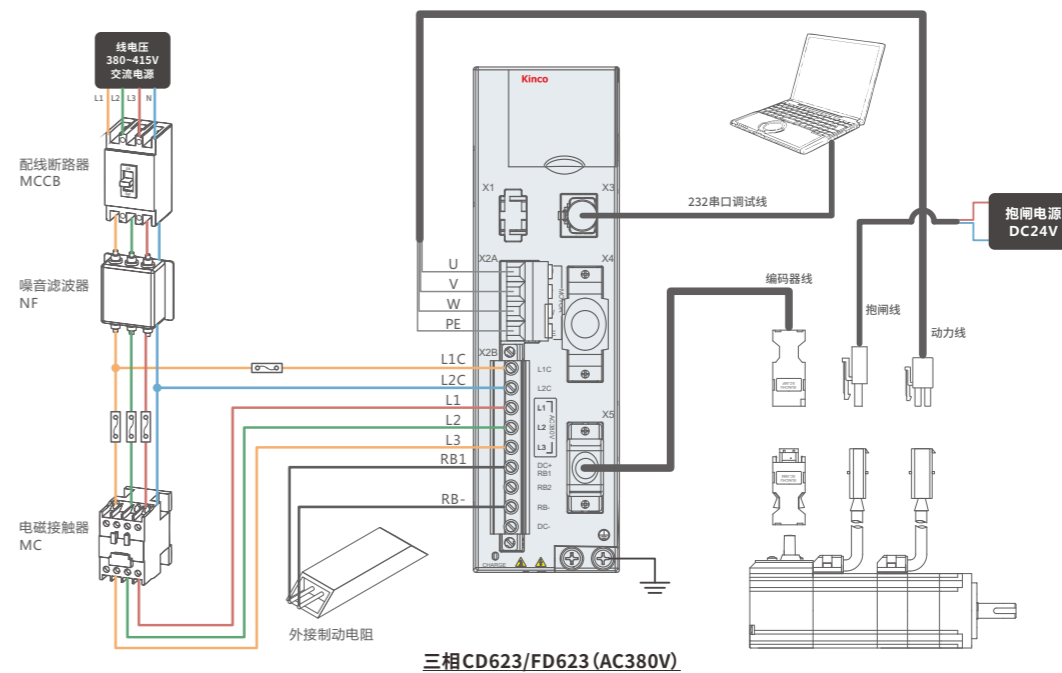 线电压
380~415V
交流电源
L1 L2 L3 N
配线断路器
MCCB
噪音滤波器
NF
电磁接触器
MC
Kinco
X1
X3
X2A
X4
U
V
W
PE
X2B
L1C
L2C
L1
L2
L3
RB1
RB-
L1C
L2C
L1
L2
L3
AC380V
DC+
RB1
RB2
RB-
DC-
X5
CHARGE
232串口调试线
抱闸电源
DC24V
编码器线
抱闸线
动力线
外接制动电阻
三相CD623/FD623(AC380V)